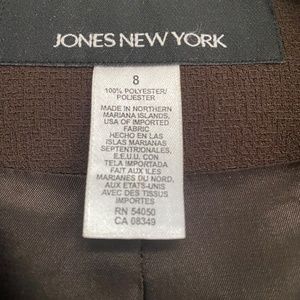 JONES NEW YORK
8
100% POLYESTER/
POLIESTER
MADE IN NORTHERN
MARIANA ISLANDS,
USA OF IMPORTED
FABRIC
HECHO EN LAS
ISLAS MARIANAS
SEPTENTRIONALES,
E.E.U.U. CON
TELA IMPORTADA
FAIT AUX ILES
MARIANES DU NORD,
AUX ETATS-UNIS
AVEC DES TISSUS
IMPORTES
RN 54050
CA 08349